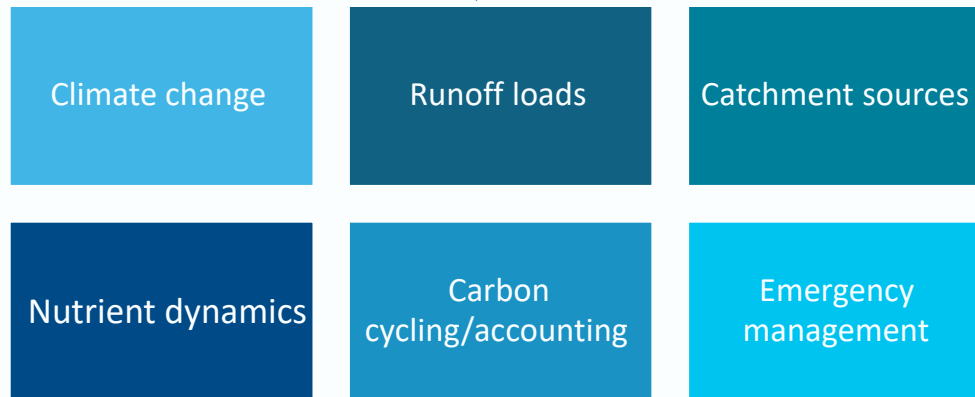 Climate change
Runoff loads
Catchment sources
Nutrient dynamics
Carbon
cycling/accounting
Emergency
management